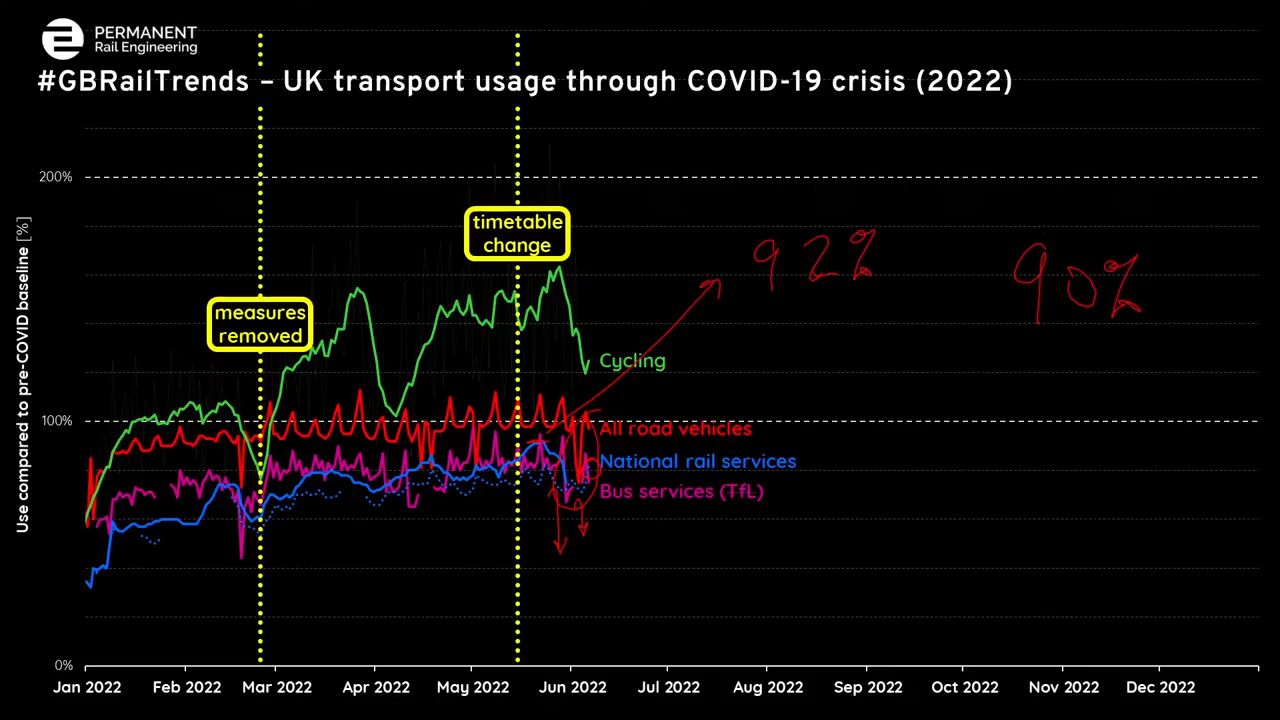 PERMANENT
Rail Engineering
#GBRailTrends – UK transport usage through COVID-19 crisis (2022)
200%
timetable
change
92%
90%
measures
removed
Use compared to pre-COVID baseline [%]
Cycling
100%
All road vehicles
National rail services
Bus services (TfL)
0%
Jan 2022 Feb 2022 Mar 2022 Apr 2022 May 2022 Jun 2022 Jul 2022 Aug 2022 Sep 2022 Oct 2022 Nov 2022 Dec 2022